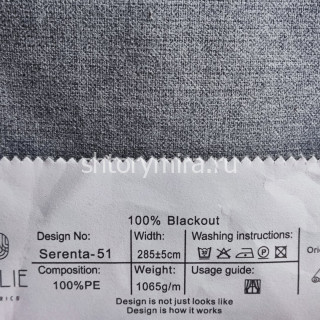 shtorymira.ru
100% Blackout
Design No: Width: Washing instructions:
Serenta-51 285±5cm
Composition: Weight: Usage guide:
100%PE 1065g/m
Design is not just looks like
Design is how it works
LIE